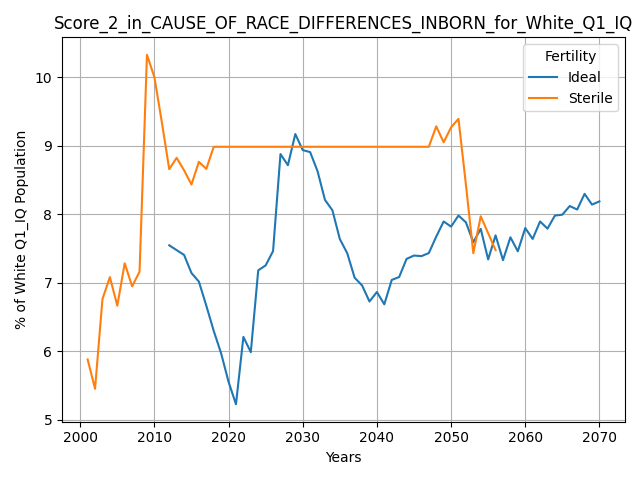 Score_2_in_CAUSE_OF_RACE_DIFFERENCES_INBORN_for_White_Q1_IQ
Fertility
Ideal
Sterile
% of White Q1_IQ Population
10
9
8
7
6
5
2000 2010 2020 2030 2040 2050 2060 2070
Years